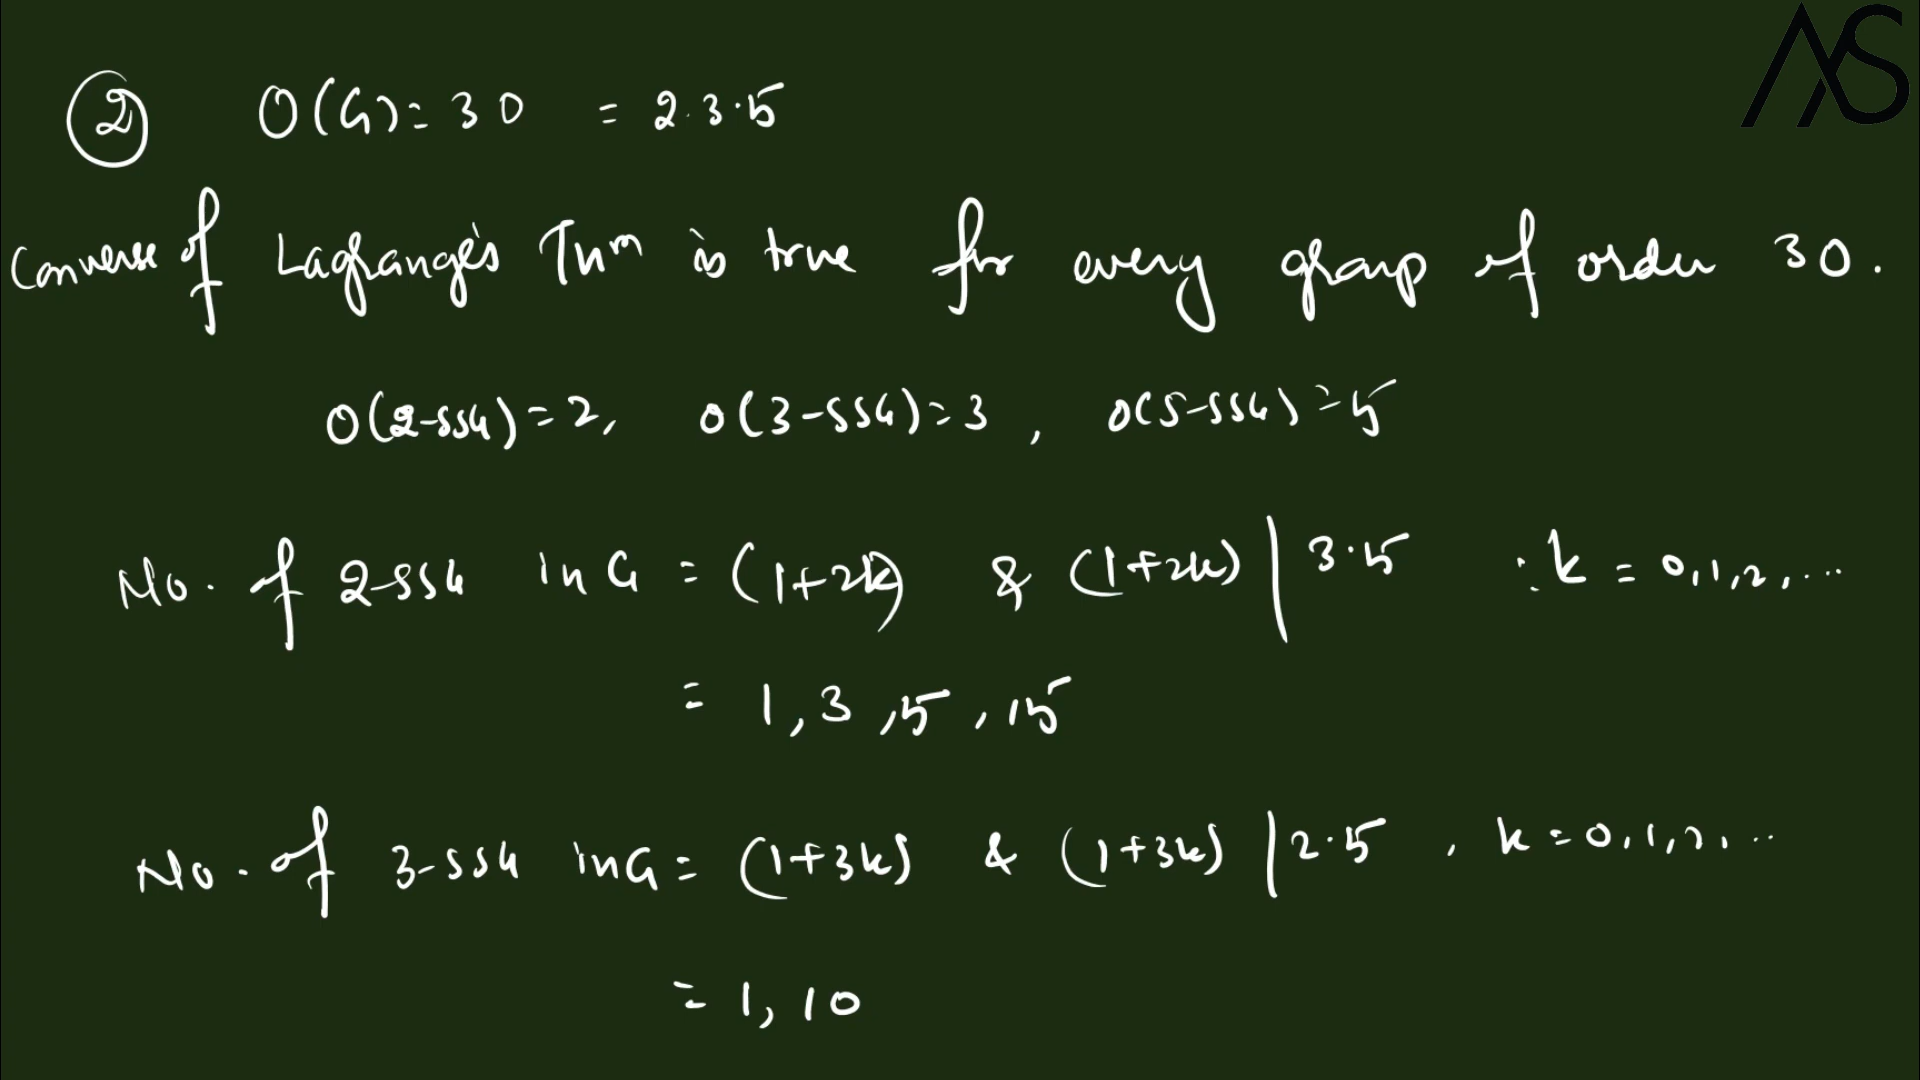 AS
② O(G) = 30 = 2.3.5
Converse of Lagrange's Thm is true for every group of order 30.
O(2-SSG) = 2, O(3-SSG) = 3, O(5-SSG) = 5
No. of 2-SSG in G = (1+2k) & (1+2k) | 3.5 : k = 0,1,2,...
= 1, 3, 5, 15
No. of 3-SSG in G = (1+3k) & (1+3k) | 2.5, k = 0,1,2,...
= 1, 10